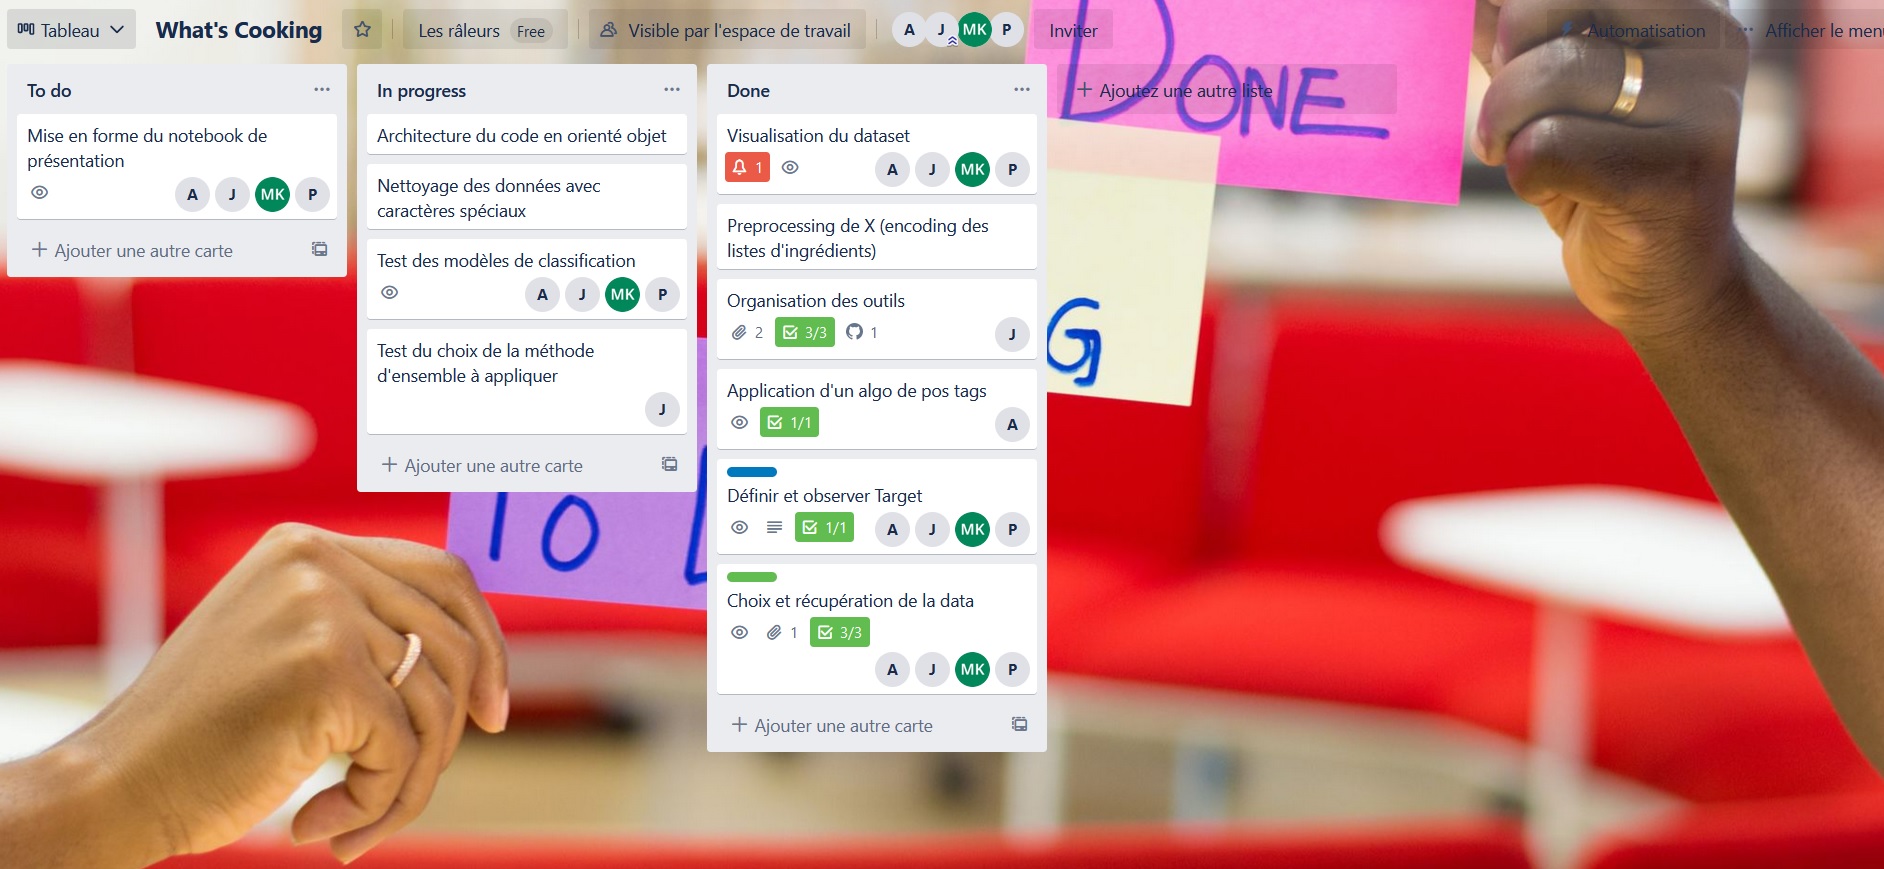 Tableau
What's Cooking
Les râleurs Free
Visible par l'espace de travail
A J MK P
Inviter
Automatisation
Afficher le menu
To do
Mise en forme du notebook de
présentation
A J MK P
Ajouter une autre carte
In progress
Architecture du code en orienté objet
Nettoyage des données avec
caractères spéciaux
Test des modèles de classification
A J MK P
Test du choix de la méthode
d'ensemble à appliquer
J
Ajouter une autre carte
Done
Visualisation du dataset
1 A J MK P
Preprocessing de X (encoding des
listes d'ingrédients)
Organisation des outils
2 3/3 1 J
Application d'un algo de pos tags
1/1 A
Définir et observer Target
1/1 A J MK P
Choix et récupération de la data
1 3/3
A J MK P
Ajouter une autre carte
Ajoutez une autre liste
DONE
G
TO D